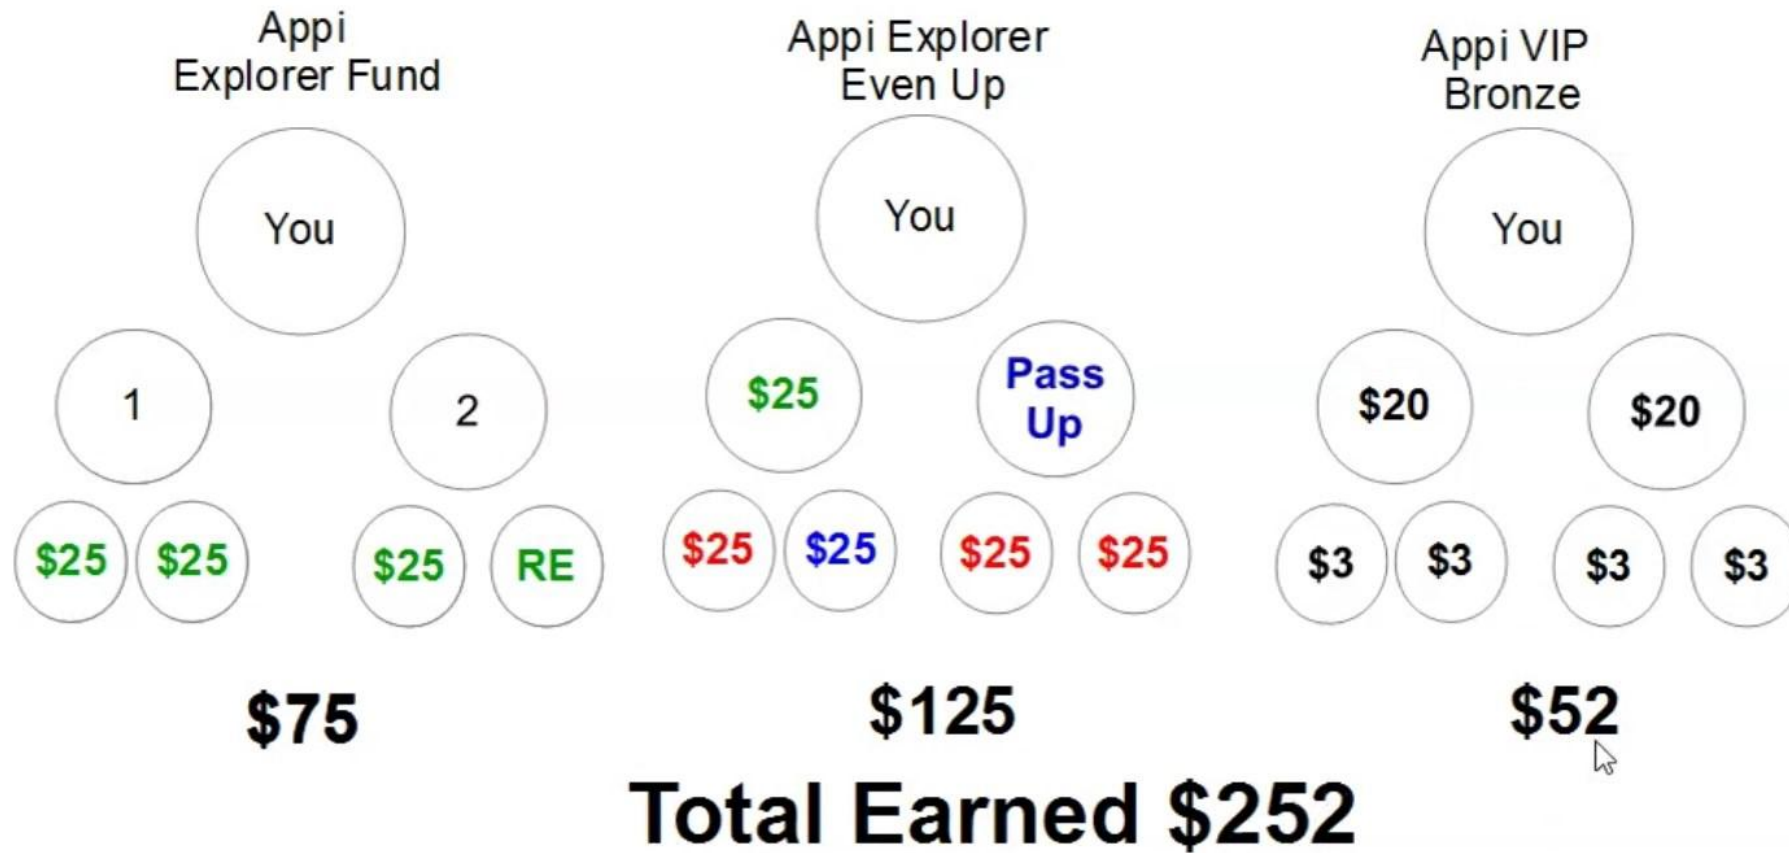 Appi
Explorer Fund
You
1
2
$25
$25
$25
RE
$75
Appi Explorer
Even Up
You
$25
Pass
Up
$25
$25
$25
$25
$125
Appi VIP
Bronze
You
$20
$20
$3
$3
$3
$3
$52
Total Earned $252